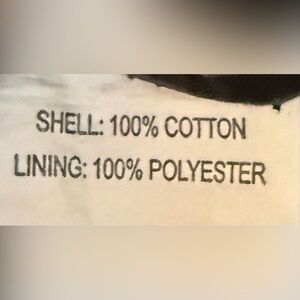 SHELL: 100% COTTON
LINING: 100% POLYESTER